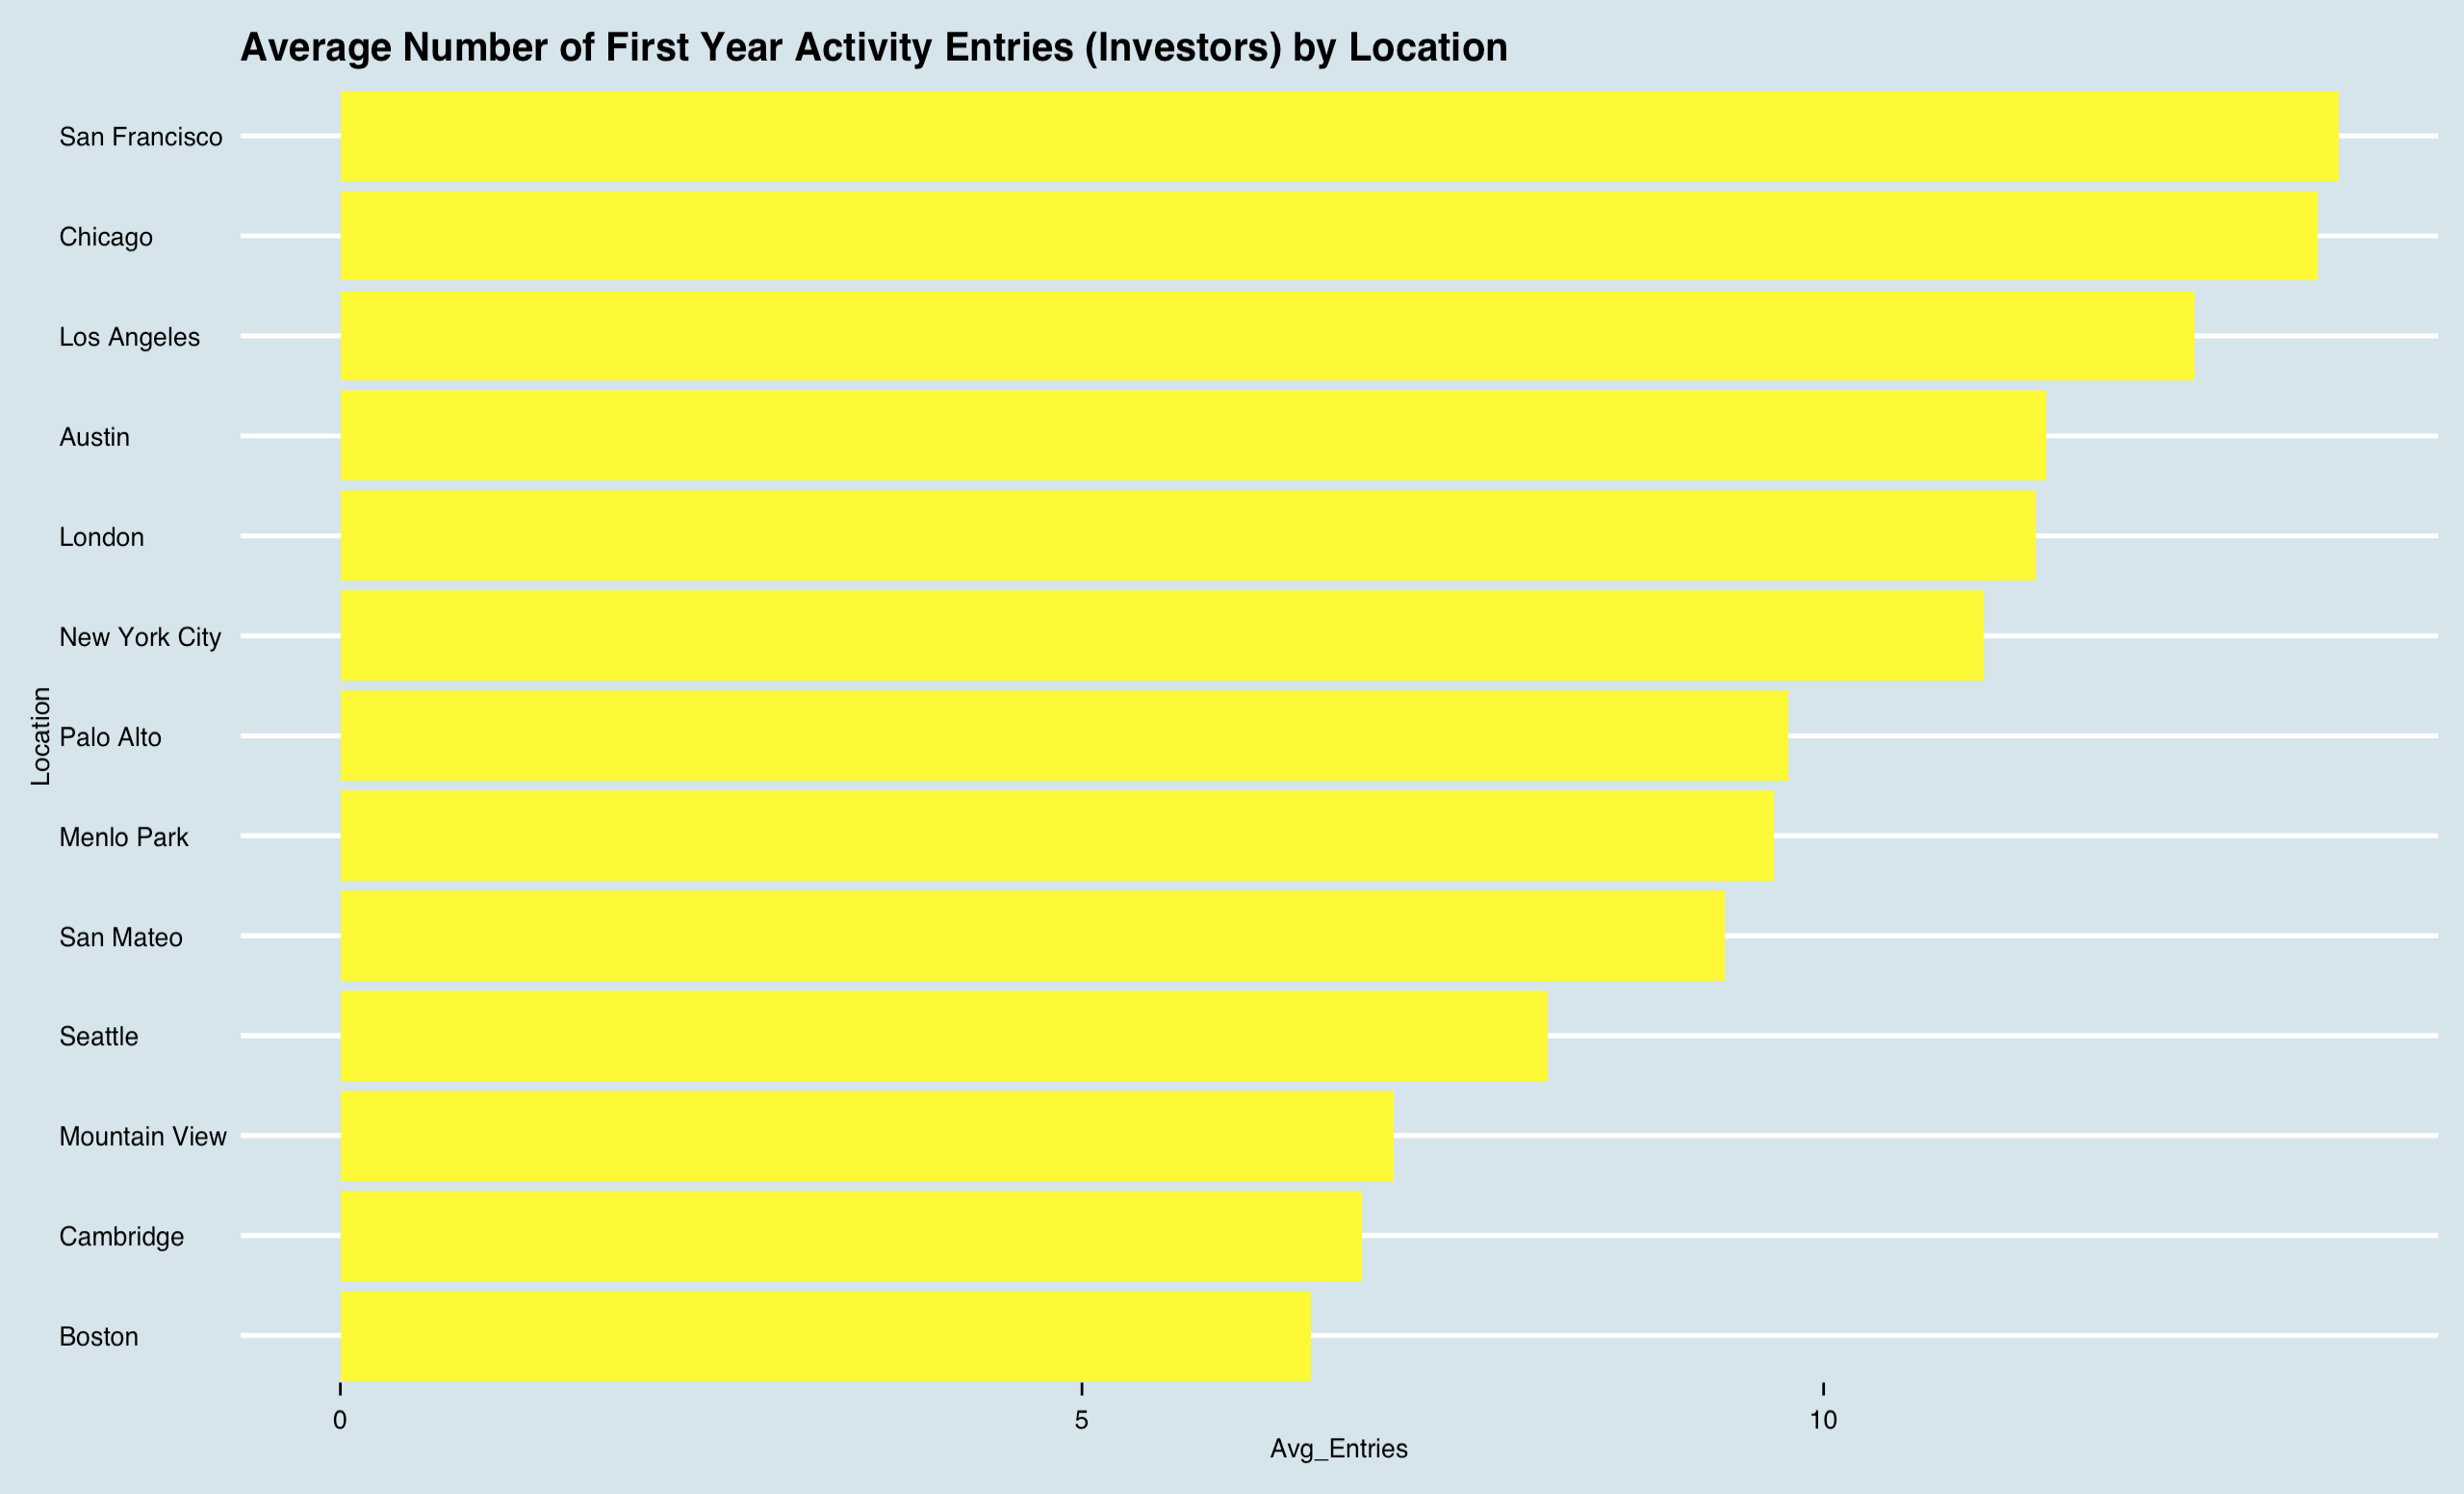 Average Number of First Year Activity Entries (Investors) by Location
San Francisco
Chicago
Los Angeles
Austin
London
New York City
Location
Palo Alto
Menlo Park
San Mateo
Seattle
Mountain View
Cambridge
Boston
0 5 10
Avg_Entries